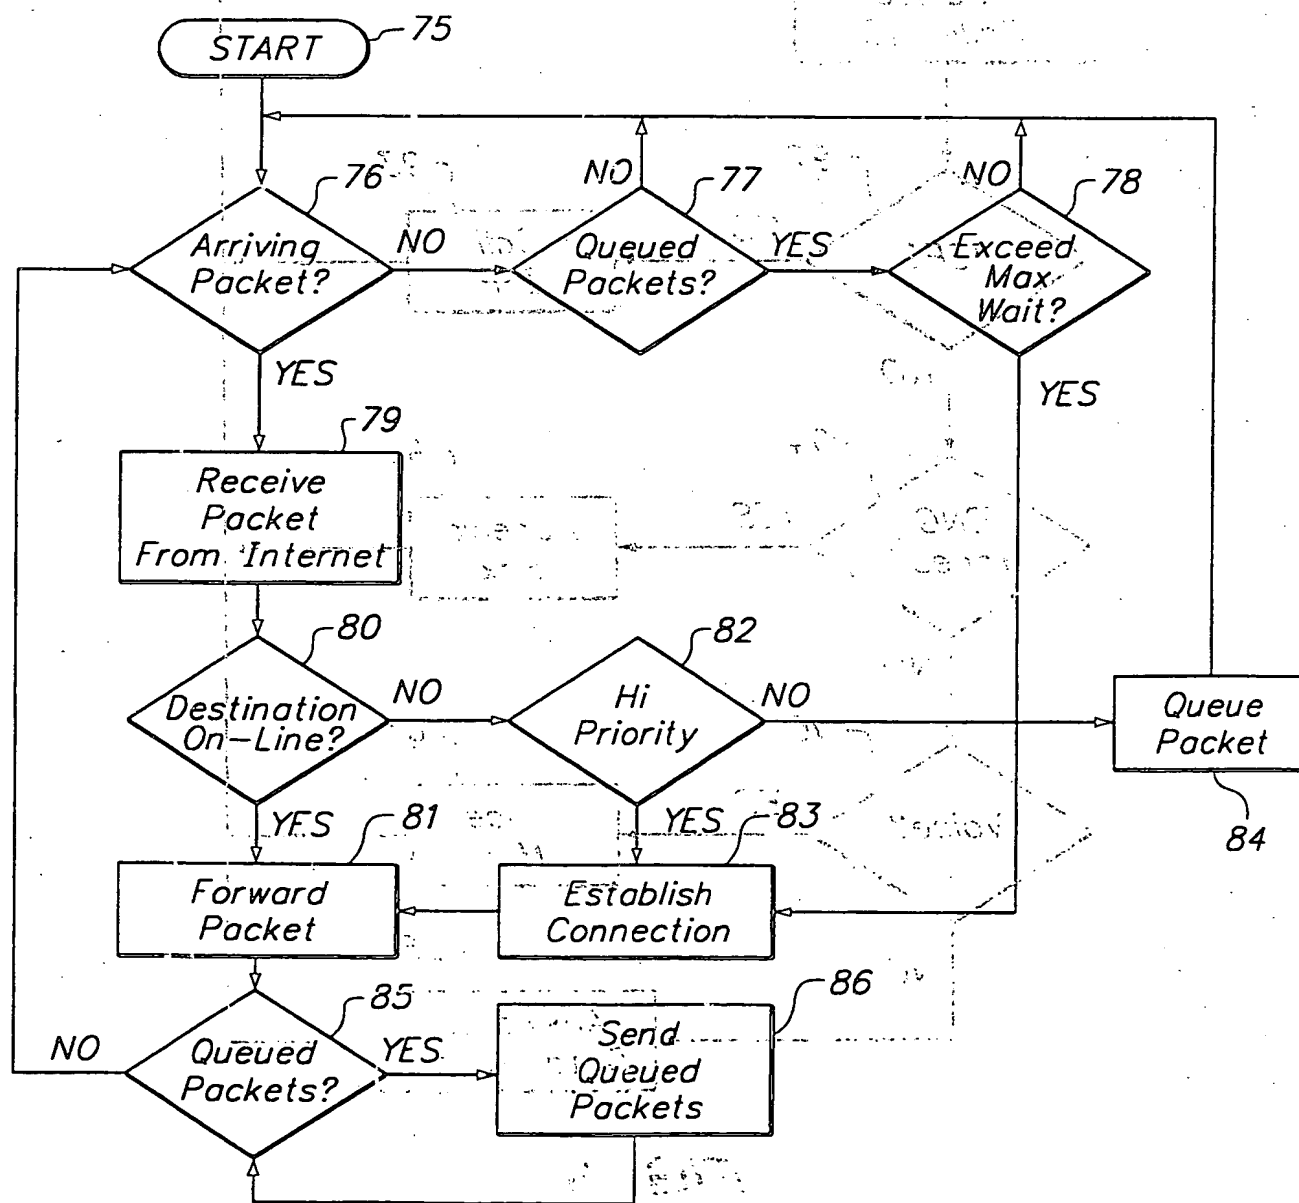 START
75
76
Arriving
Packet?
NO
YES
77
Queued
Packets?
NO
YES
78
Exceed
Max
Wait?
NO
YES
79
Receive
Packet
From Internet
80
Destination
On-Line?
NO
YES
82
Hi
Priority
NO
YES
Queue
Packet
84
81
Forward
Packet
83
Establish
Connection
85
Queued
Packets?
NO
YES
86
Send
Queued
Packets